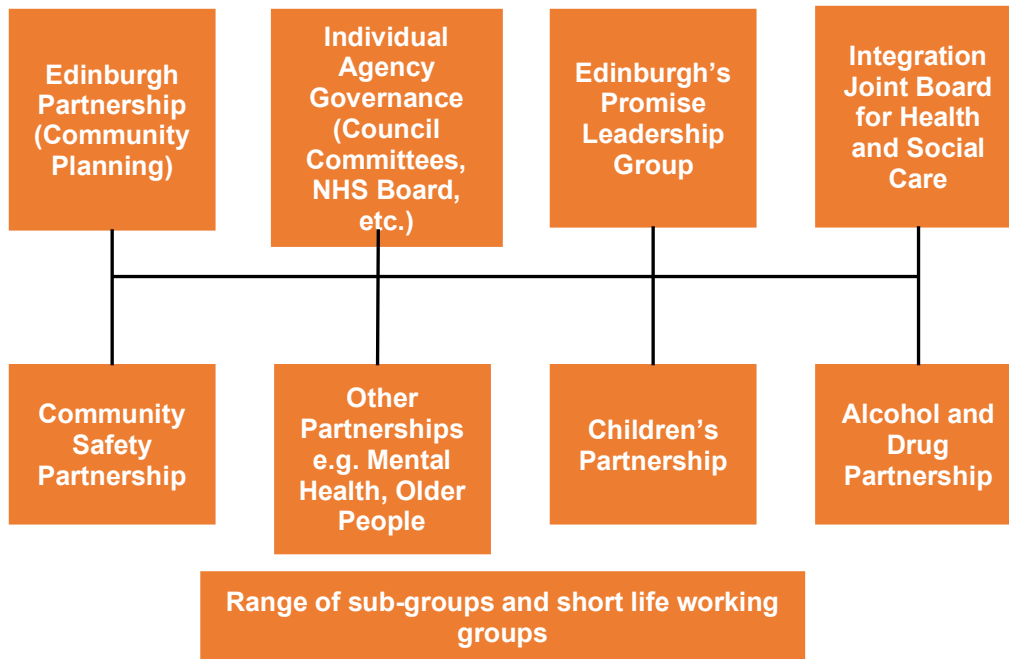 Edinburgh
Partnership
(Community
Planning)
Individual
Agency
Governance
(Council
Committees,
NHS Board,
etc.)
Edinburgh’s
Promise
Leadership
Group
Integration
Joint Board
for Health
and Social
Care
Community
Safety
Partnership
Other
Partnerships
e.g. Mental
Health, Older
People
Children’s
Partnership
Alcohol and
Drug
Partnership
Range of sub-groups and short life working
groups